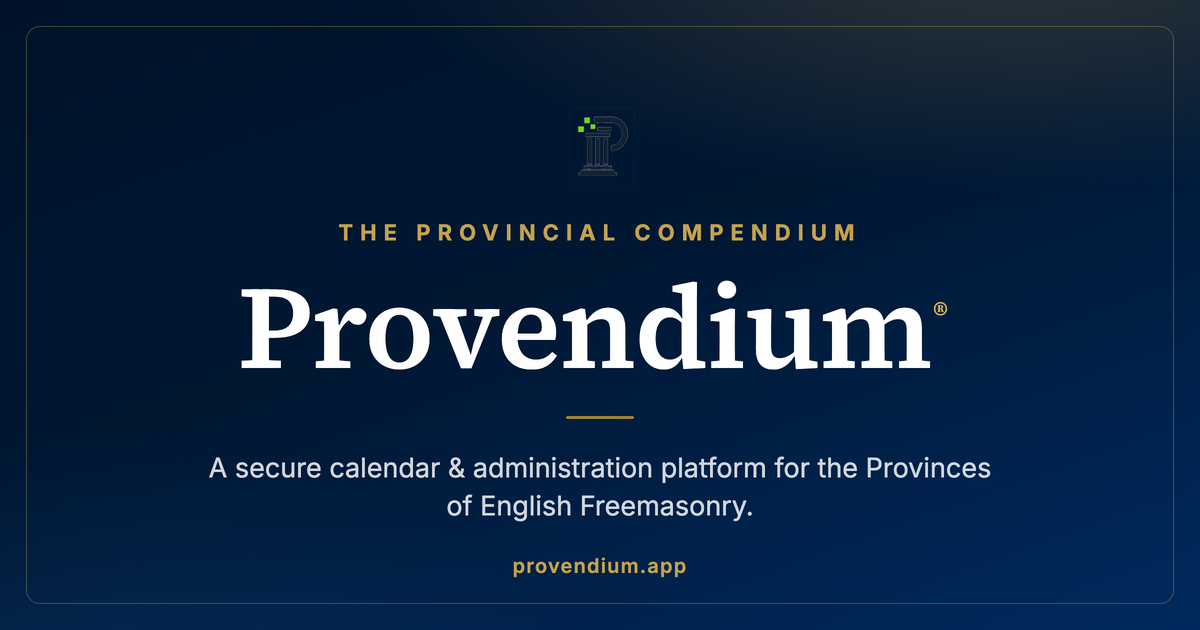 THE PROVINCIAL COMPENDIUM
Provendium®
A secure calendar & administration platform for the Provinces
of English Freemasonry.
provendium.app